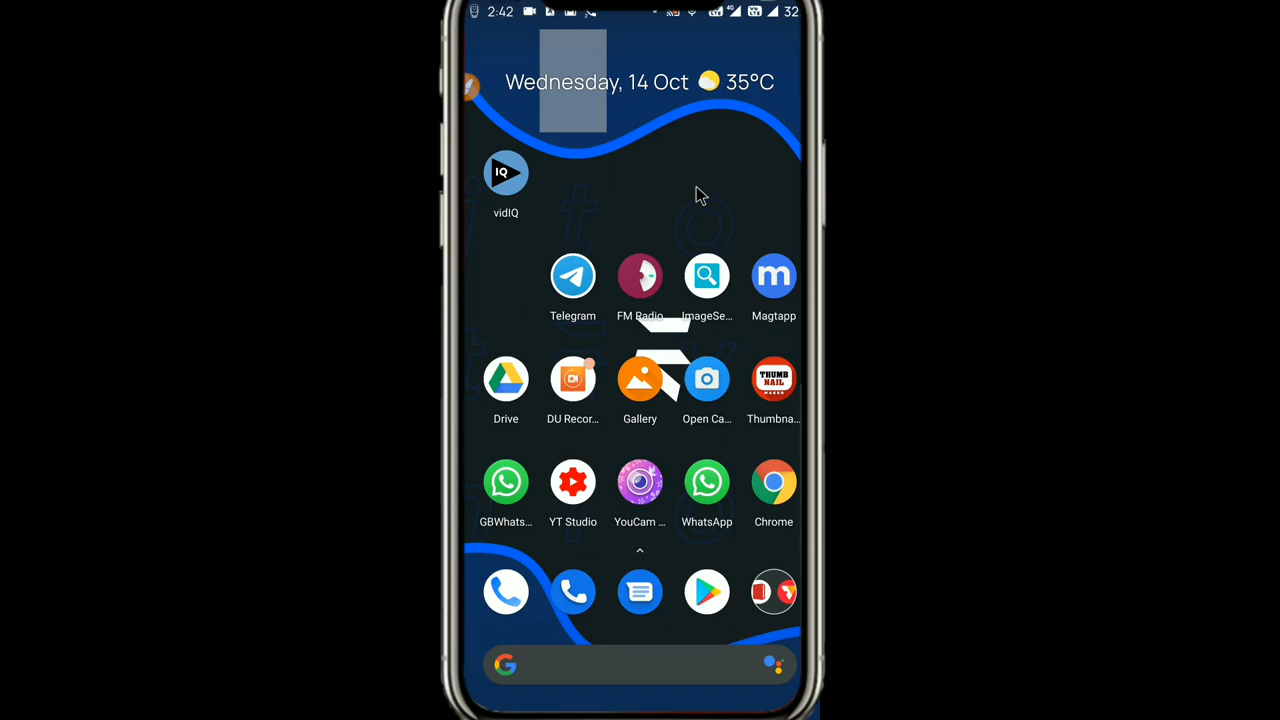 2:42
32
Wednesday, 14 Oct 35°C
IQ
vidIQ
Telegram FM Radio ImageSe... Magtapp
m
THUMB
NAIL
MAKER
Drive DU Recor... Gallery Open Ca... Thumbna...
GBWhats... YT Studio YouCam ... WhatsApp Chrome
G